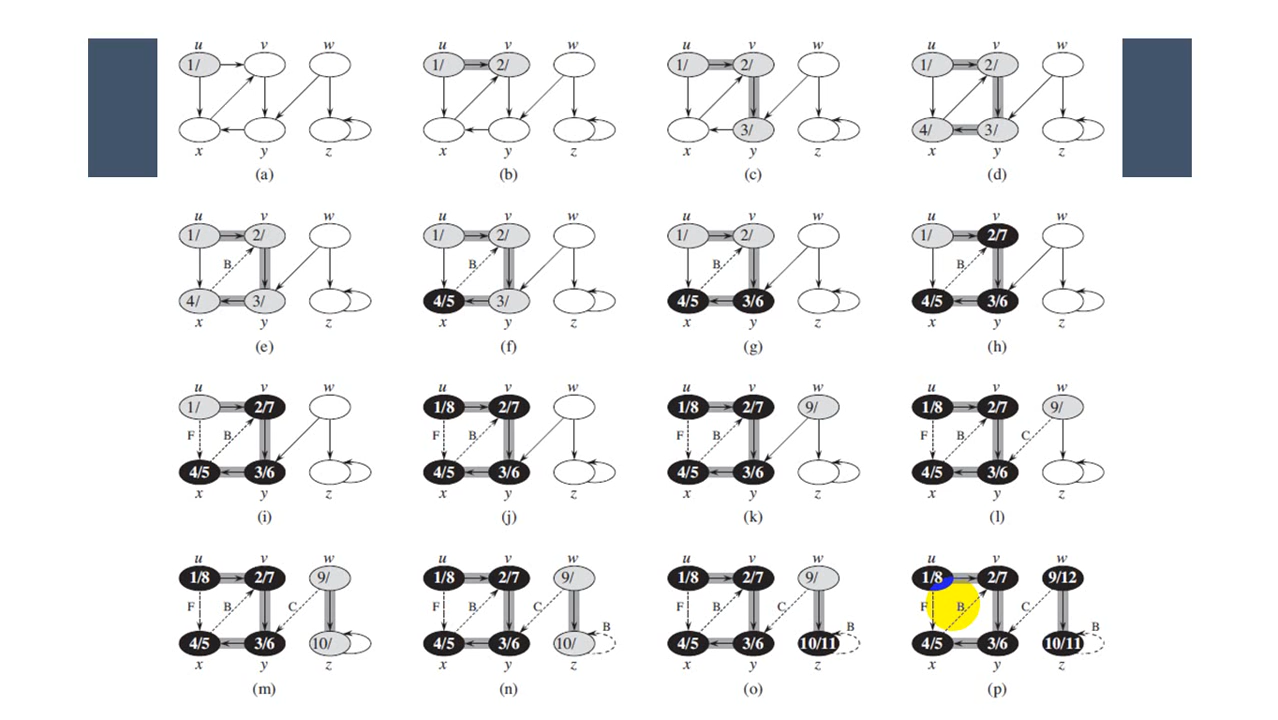 u v w u v w u v w u v w
1/ 1/ 2/ 1/ 2/ 1/ 2/
3/ 4/ 3/
x y z x y z x y z x y z
(a) (b) (c) (d)
u v w u v w u v w u v w
1/ 2/ 1/ 2/ 1/ 2/ 1/ 2/7
B B B B
4/ 3/ 4/5 3/ 4/5 3/6 4/5 3/6
x y z x y z x y z x y z
(e) (f) (g) (h)
u v w u v w u v w u v w
1/ 2/7 1/8 2/7 1/8 2/7 9/ 1/8 2/7 9/
F B F B F B F B C
4/5 3/6 4/5 3/6 4/5 3/6 4/5 3/6
x y z x y z x y z x y z
(i) (j) (k) (l)
u v w u v w u v w u v w
1/8 2/7 9/ 1/8 2/7 9/ 1/8 2/7 9/ 1/8 2/7 9/12
F B C F B C B F B C B F B C B
4/5 3/6 10/ 4/5 3/6 10/ 4/5 3/6 10/11 4/5 3/6 10/11
x y z x y z x y z x y z
(m) (n) (o) (p)